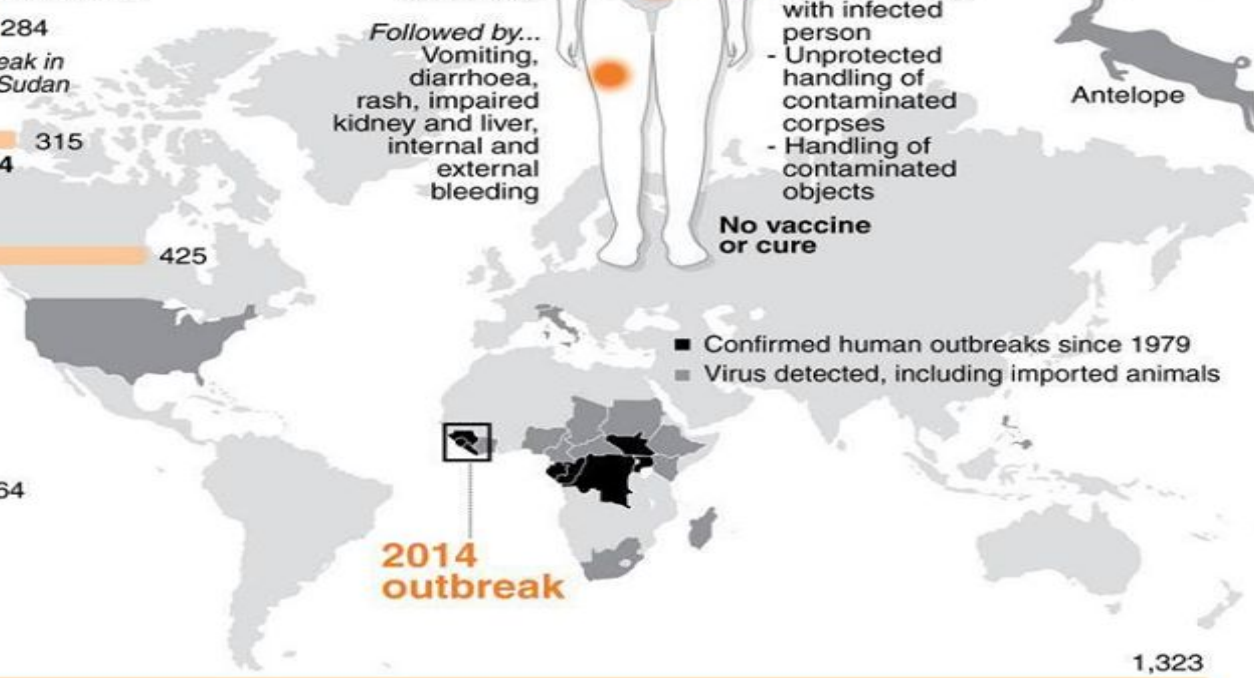 284
eak in
Sudan
315
4
425
64
Followed by...
Vomiting,
diarrhoea,
rash, impaired
kidney and liver,
internal and
external
bleeding
with infected
person
- Unprotected
handling of
contaminated
corpses
- Handling of
contaminated
objects
No vaccine
or cure
Antelope
Confirmed human outbreaks since 1979
Virus detected, including imported animals
2014
outbreak
1,323